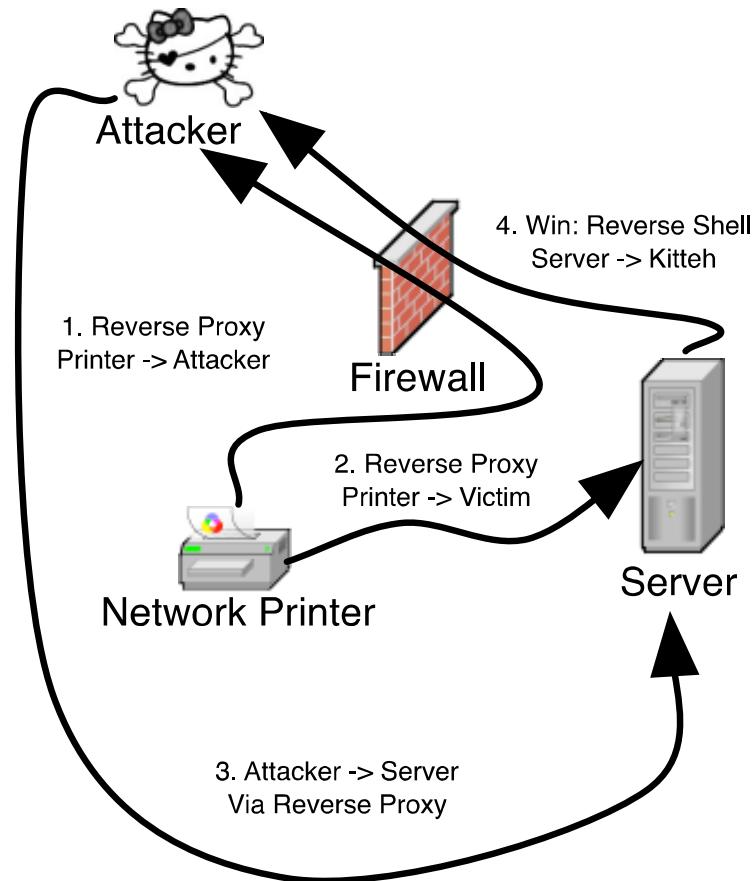 Attacker
4. Win: Reverse Shell
Server -> Kitteh
1. Reverse Proxy
Printer -> Attacker
Firewall
2. Reverse Proxy
Printer -> Victim
Server
Network Printer
3. Attacker -> Server
Via Reverse Proxy